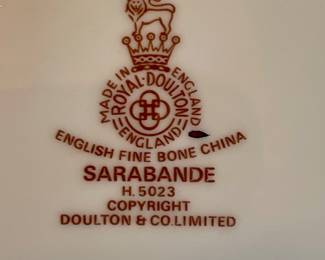 MADE IN ENGLAND
ROYAL·DOULTON
ENGLAND
ENGLISH FINE BONE CHINA
SARABANDE
H.5023
COPYRIGHT
DOULTON & CO.LIMITED